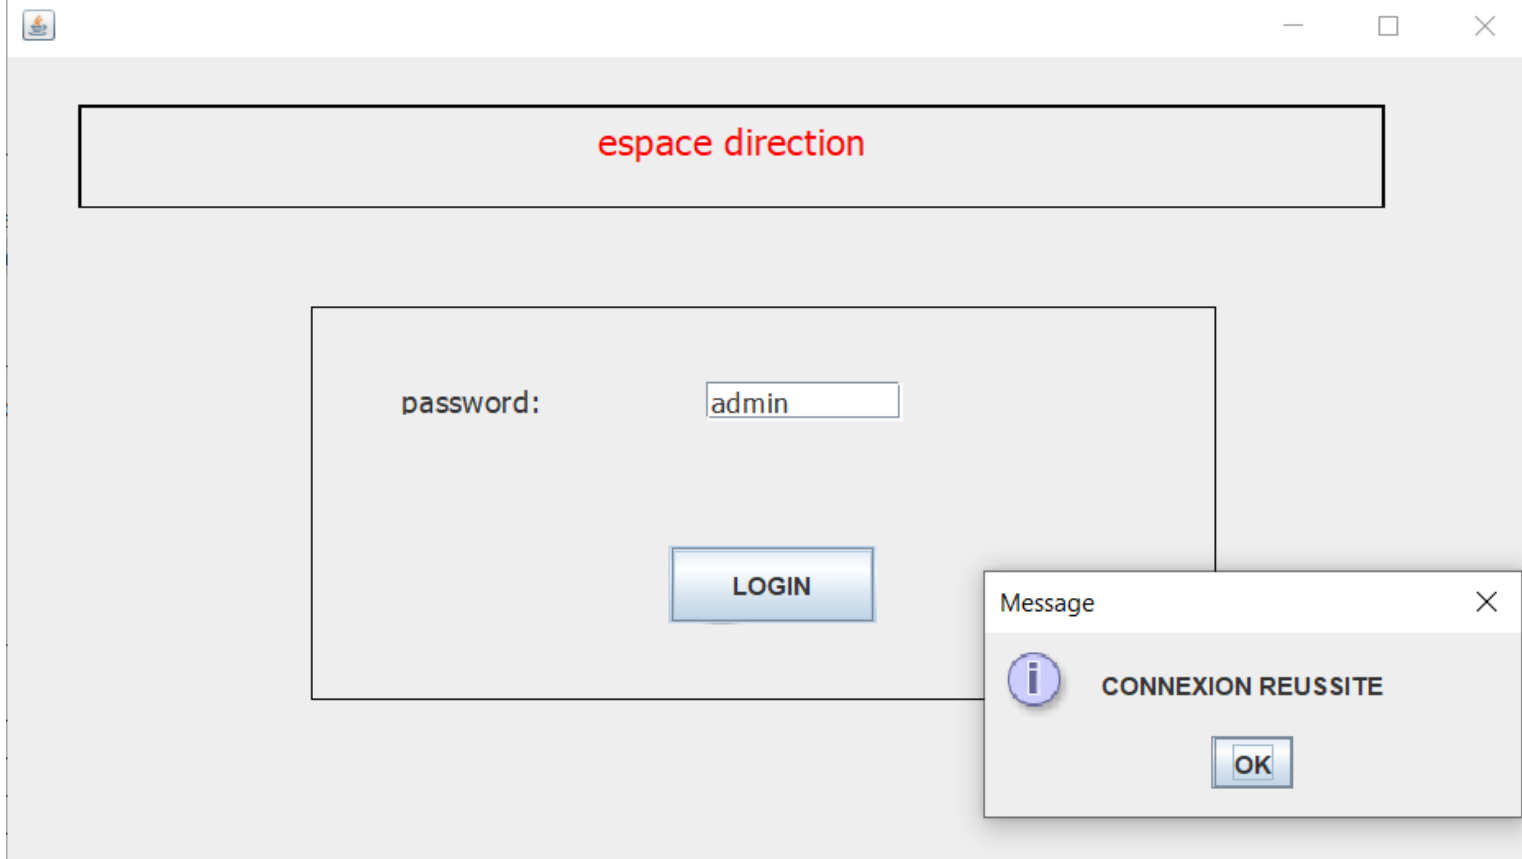 espace direction
password:
admin
LOGIN
Message
CONNEXION REUSSITE
OK